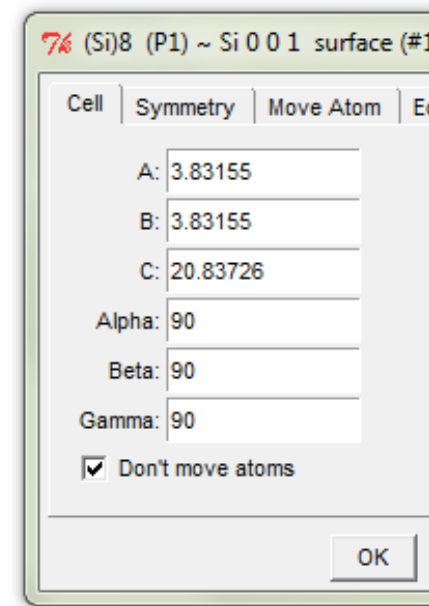 (Si)8 (P1) ~ Si 0 0 1 surface (#1
Cell Symmetry Move Atom
A: 3.83155
B: 3.83155
C: 20.83726
Alpha: 90
Beta: 90
Gamma: 90
Don't move atoms
OK